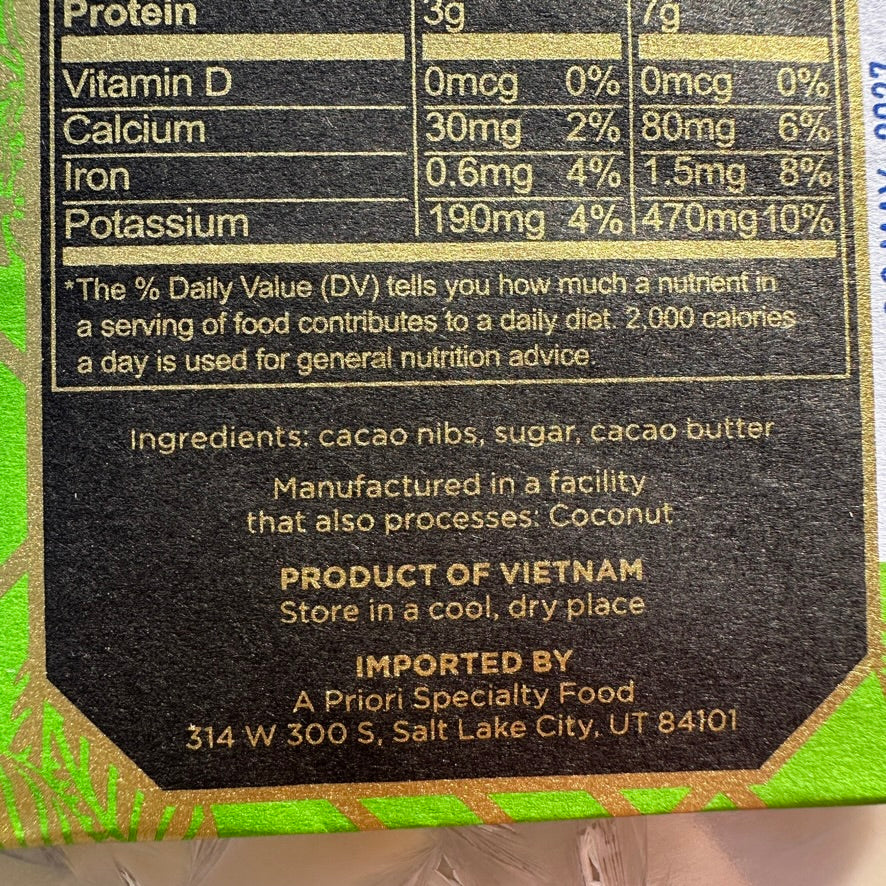 Protein 3g 7g
Vitamin D 0mcg 0% 0mcg 0%
Calcium 30mg 2% 80mg 6%
Iron 0.6mg 4% 1.5mg 8%
Potassium 190mg 4% 470mg 10%
*The % Daily Value (DV) tells you how much a nutrient in
a serving of food contributes to a daily diet. 2,000 calories
a day is used for general nutrition advice.
Ingredients: cacao nibs, sugar, cacao butter
Manufactured in a facility
that also processes: Coconut
PRODUCT OF VIETNAM
Store in a cool, dry place
IMPORTED BY
A Priori Specialty Food
314 W 300 S, Salt Lake City, UT 84101